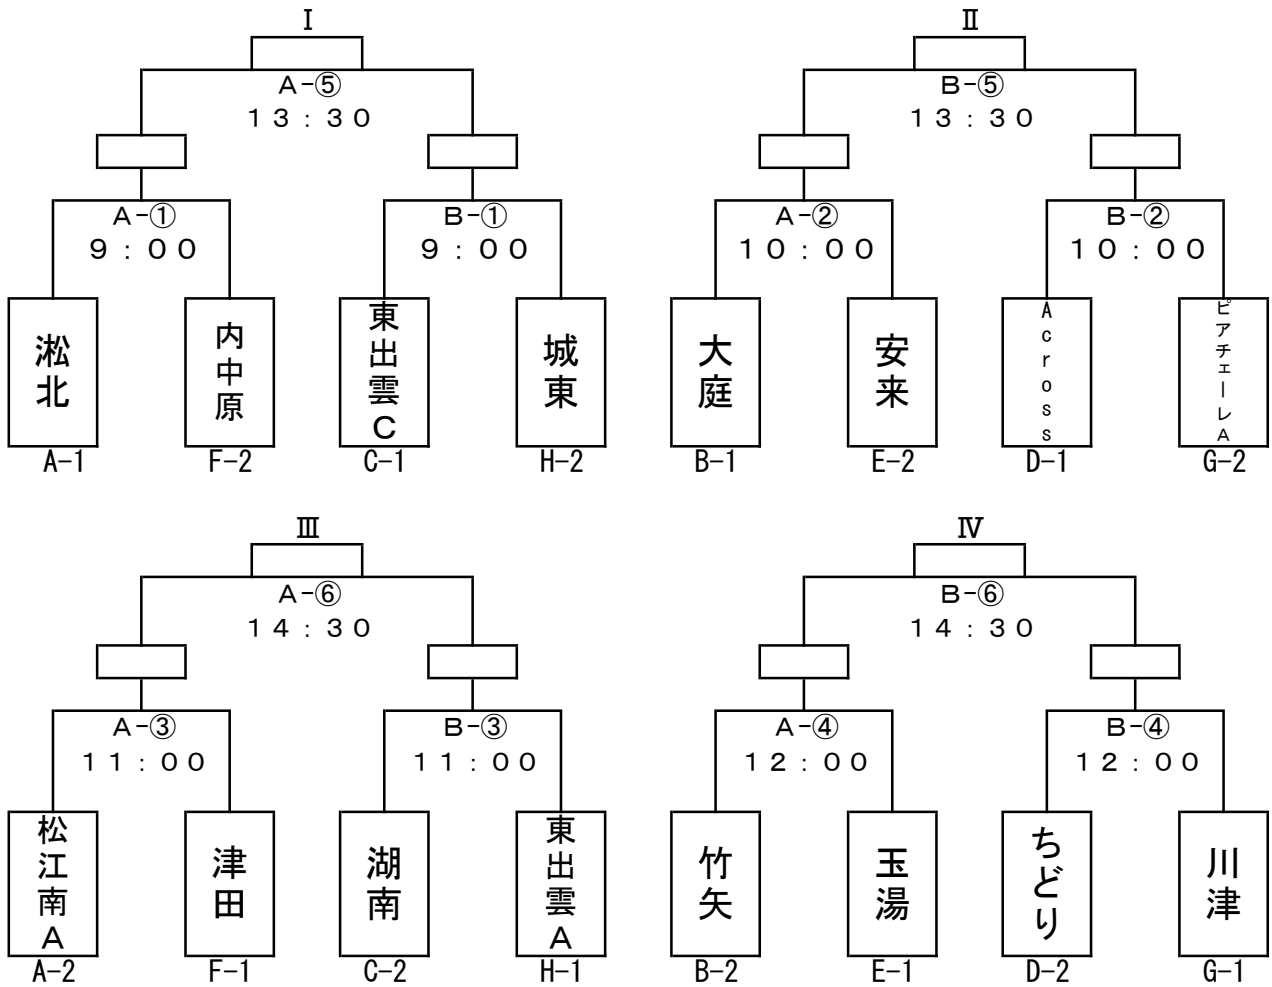 Ⅰ Ⅱ
A-⑤ B-⑤
13:30 13:30
A-① B-① A-② B-②
9:00 9:00 10:00 10:00
淞北 内中原 東出雲C 城東 大庭 安来 Across ピアチェーレA
A-1 F-2 C-1 H-2 B-1 E-2 D-1 G-2
Ⅲ Ⅳ
A-⑥ B-⑥
14:30 14:30
A-③ B-③ A-④ B-④
11:00 11:00 12:00 12:00
松江南A 津田 湖南 東出雲A 竹矢 玉湯 ちどり 川津
A-2 F-1 C-2 H-1 B-2 E-1 D-2 G-1